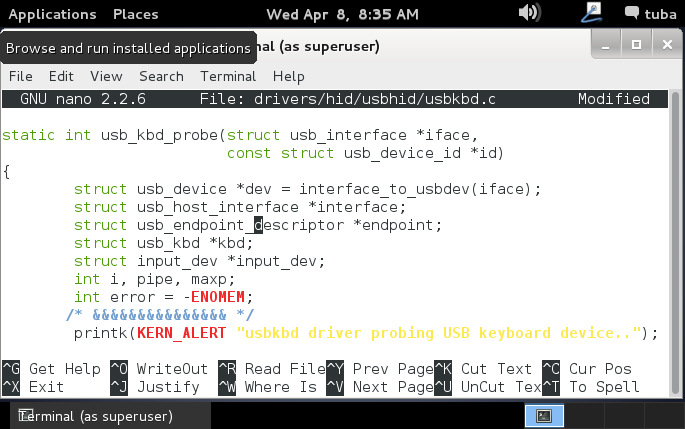 Applications Places Wed Apr 8, 8:35 AM tuba
Browse and run installed applications
nal (as superuser)
File Edit View Search Terminal Help
GNU nano 2.2.6 File: drivers/hid/usbhid/usbkbd.c Modified
static int usb_kbd_probe(struct usb_interface *iface,
const struct usb_device_id *id)
{
struct usb_device *dev = interface_to_usbdev(iface);
struct usb_host_interface *interface;
struct usb_endpoint_descriptor *endpoint;
struct usb_kbd *kbd;
struct input_dev *input_dev;
int i, pipe, maxp;
int error = -ENOMEM;
/* &&&&&&&&&&&&&&& */
printk(KERN_ALERT "usbkbd driver probing USB keyboard device..");
^G Get Help ^O WriteOut ^R Read File^Y Prev Page^K Cut Text ^C Cur Pos
^X Exit ^J Justify ^W Where Is ^V Next Page^U UnCut Tex^T To Spell
Terminal (as superuser)